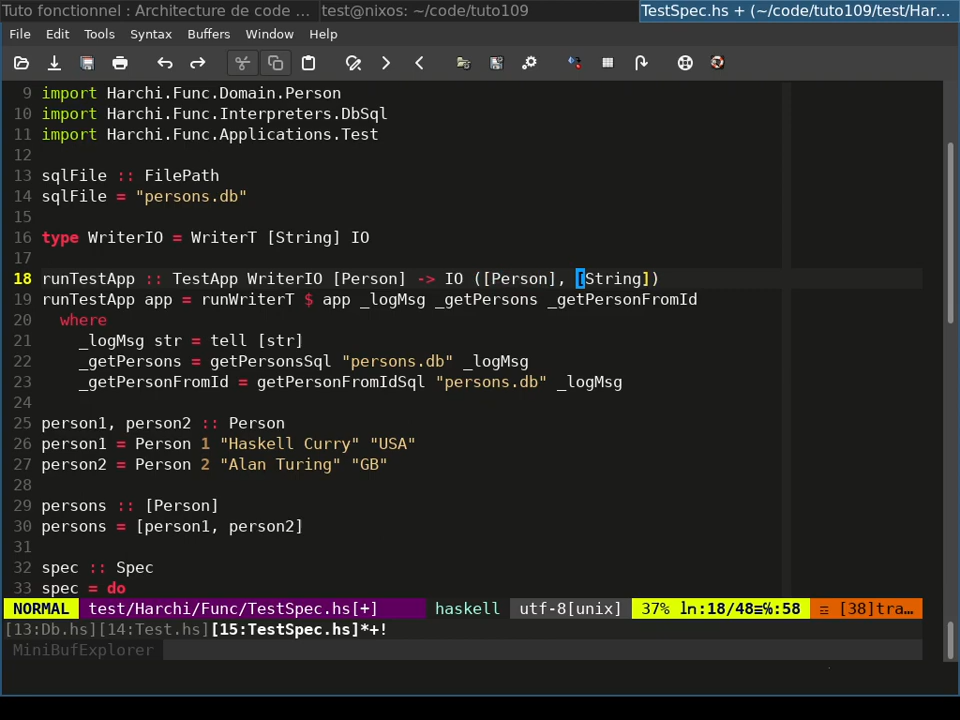 Tuto fonctionnel : Architecture de code ... test@nixos: ~/code/tuto109 TestSpec.hs + (~/code/tuto109/test/Har...
File Edit Tools Syntax Buffers Window Help
9 import Harchi.Func.Domain.Person
10 import Harchi.Func.Interpreters.DbSql
11 import Harchi.Func.Applications.Test
12
13 sqlFile :: FilePath
14 sqlFile = "persons.db"
15
16 type WriterIO = WriterT [String] IO
17
18 runTestApp :: TestApp WriterIO [Person] -> IO ([Person], [String])
19 runTestApp app = runWriterT $ app _logMsg _getPersons _getPersonFromId
20   where
21     _logMsg str = tell [str]
22     _getPersons = getPersonsSql "persons.db" _logMsg
23     _getPersonFromId = getPersonFromIdSql "persons.db" _logMsg
24
25 person1, person2 :: Person
26 person1 = Person 1 "Haskell Curry" "USA"
27 person2 = Person 2 "Alan Turing" "GB"
28
29 persons :: [Person]
30 persons = [person1, person2]
31
32 spec :: Spec
33 spec = do
NORMAL test/Harchi/Func/TestSpec.hs[+] haskell utf-8[unix] 37% ln:18/48≡℅:58 ☲ [38]tra…
[13:Db.hs][14:Test.hs][15:TestSpec.hs]*+!
MiniBufExplorer